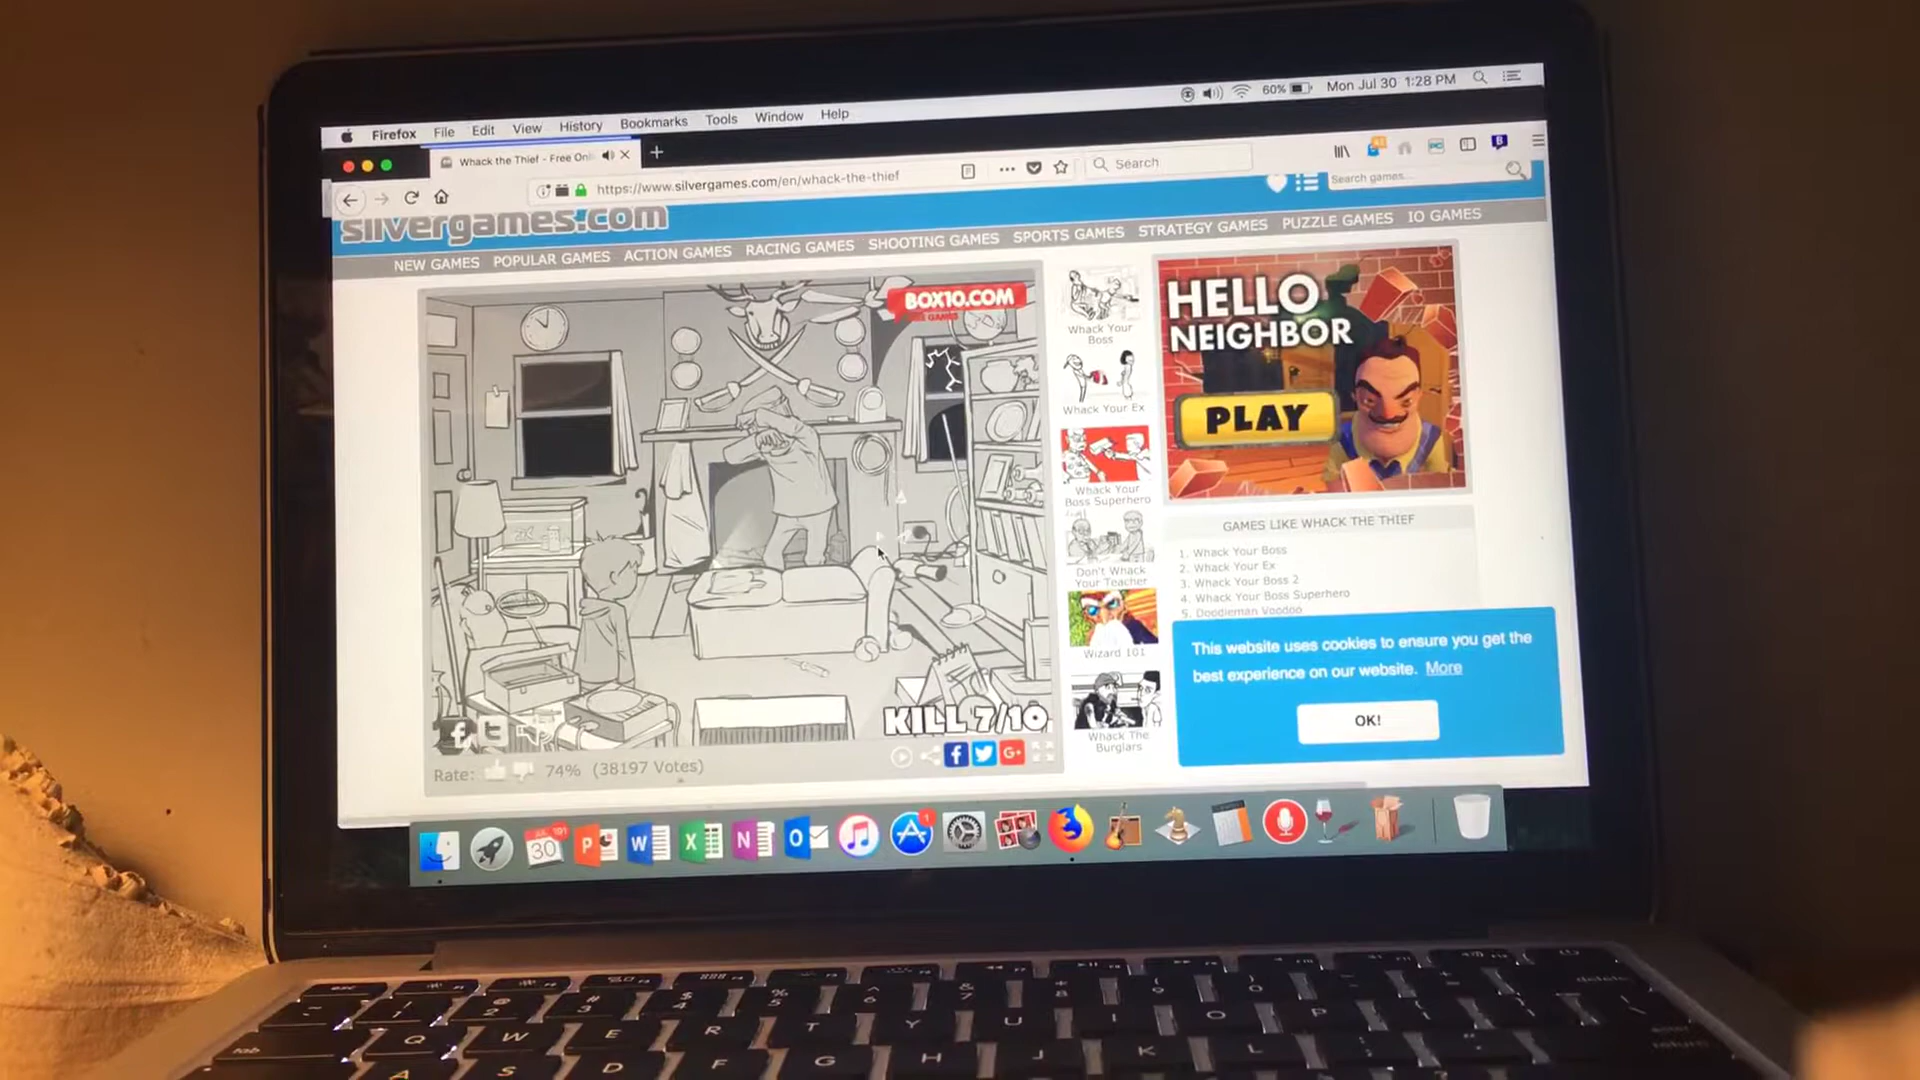 60% Mon Jul 30 1:28 PM
Firefox File Edit View History Bookmarks Tools Window Help
Whack the Thief - Free Onl
https://www.silvergames.com/en/whack-the-thief
Search
silvergames.com
Search games...
NEW GAMES POPULAR GAMES ACTION GAMES RACING GAMES SHOOTING GAMES SPORTS GAMES STRATEGY GAMES PUZZLE GAMES IO GAMES
BOX10.COM
KILL 7/10
Rate: 74% (38197 Votes)
Whack Your
Boss
Whack Your Ex
Whack Your
Boss Superhero
Don't Whack
Your Teacher
Wizard 101
Whack The
Burglars
HELLO
NEIGHBOR
PLAY
GAMES LIKE WHACK THE THIEF
1. Whack Your Boss
2. Whack Your Ex
3. Whack Your Boss 2
4. Whack Your Boss Superhero
5. Doodieman Voodoo
This website uses cookies to ensure you get the
best experience on our website. More
OK!
30
tab Q W E R T Y U I O P
A S D F G H J K L